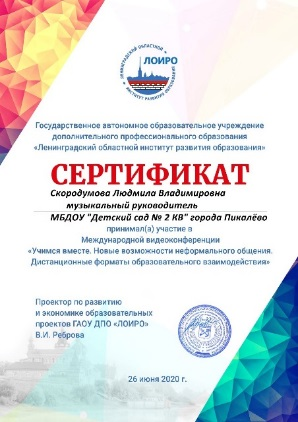 ЛЕНИНГРАДСКИЙ ОБЛАСТНОЙ
ЛОИРО
ИНСТИТУТ РАЗВИТИЯ ОБРАЗОВАНИЯ
Государственное автономное образовательное учреждение
дополнительного профессионального образования
«Ленинградский областной институт развития образования»
СЕРТИФИКАТ
Скородумова Людмила Владимировна
музыкальный руководитель
МБДОУ "Детский сад № 2 КВ" города Пикалёво
принимал(а) участие в
Международной видеоконференции
«Учимся вместе. Новые возможности неформального общения.
Дистанционные форматы образовательного взаимодействия»
Проектор по развитию
и экономике образовательных
проектов ГАОУ ДПО «ЛОИРО»
В.И. Реброва
26 июня 2020 г.